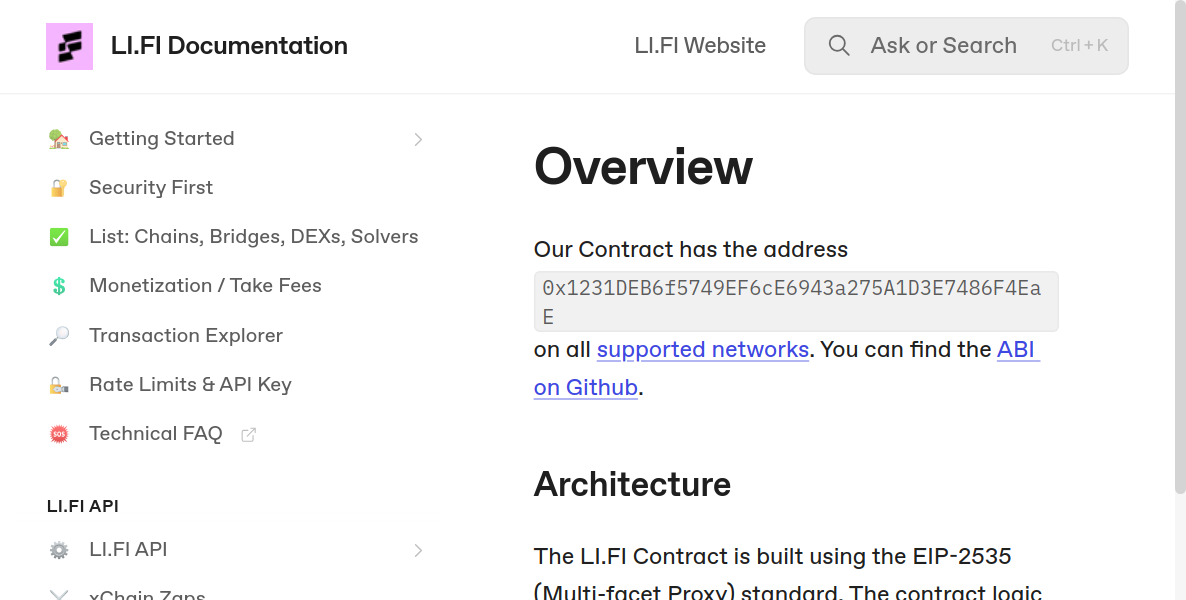 LI.FI Documentation
LI.FI Website
Ask or Search
Ctrl+K
Getting Started
Security First
List: Chains, Bridges, DEXs, Solvers
Monetization / Take Fees
Transaction Explorer
Rate Limits & API Key
SOS
Technical FAQ
LI.FI API
LI.FI API
xChain Zaps
Overview
Our Contract has the address
0x1231DEB6f5749EF6cE6943a275A1D3E7486F4Ea
E
on all supported networks. You can find the ABI
on Github.
Architecture
The LI.FI Contract is built using the EIP-2535
(Multi-facet Proxy) standard. The contract logic